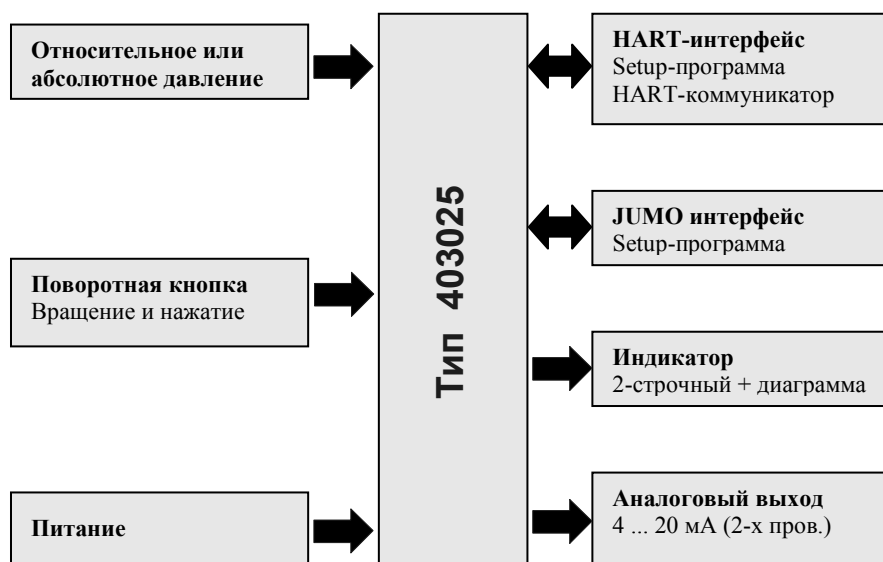 Относительное или
абсолютное давление
Поворотная кнопка
Вращение и нажатие
Питание
Тип 403025
HART-интерфейс
Setup-программа
HART-коммуникатор
JUMO интерфейс
Setup-программа
Индикатор
2-строчный + диаграмма
Аналоговый выход
4 ... 20 мА (2-х пров.)